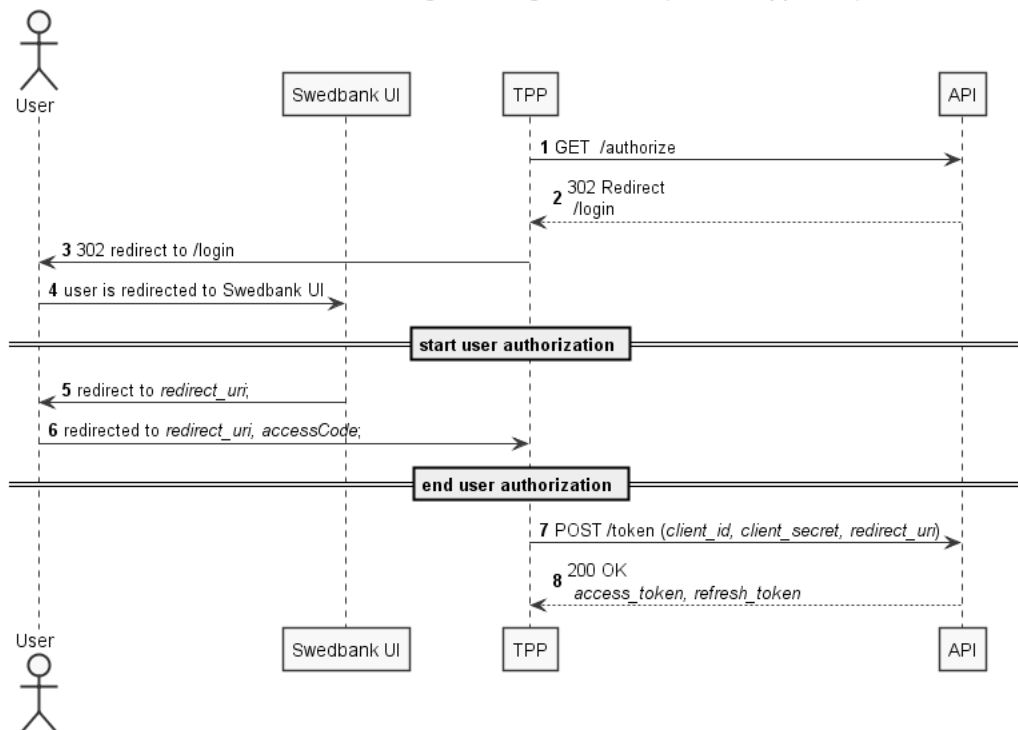 User
Swedbank UI
TPP
API
1 GET /authorize
2 302 Redirect
/login
3 302 redirect to /login
4 user is redirected to Swedbank UI
start user authorization
5 redirect to redirect_uri;
6 redirected to redirect_uri, accessCode;
end user authorization
7 POST /token (client_id, client_secret, redirect_uri)
8 200 OK
access_token, refresh_token
User
Swedbank UI
TPP
API